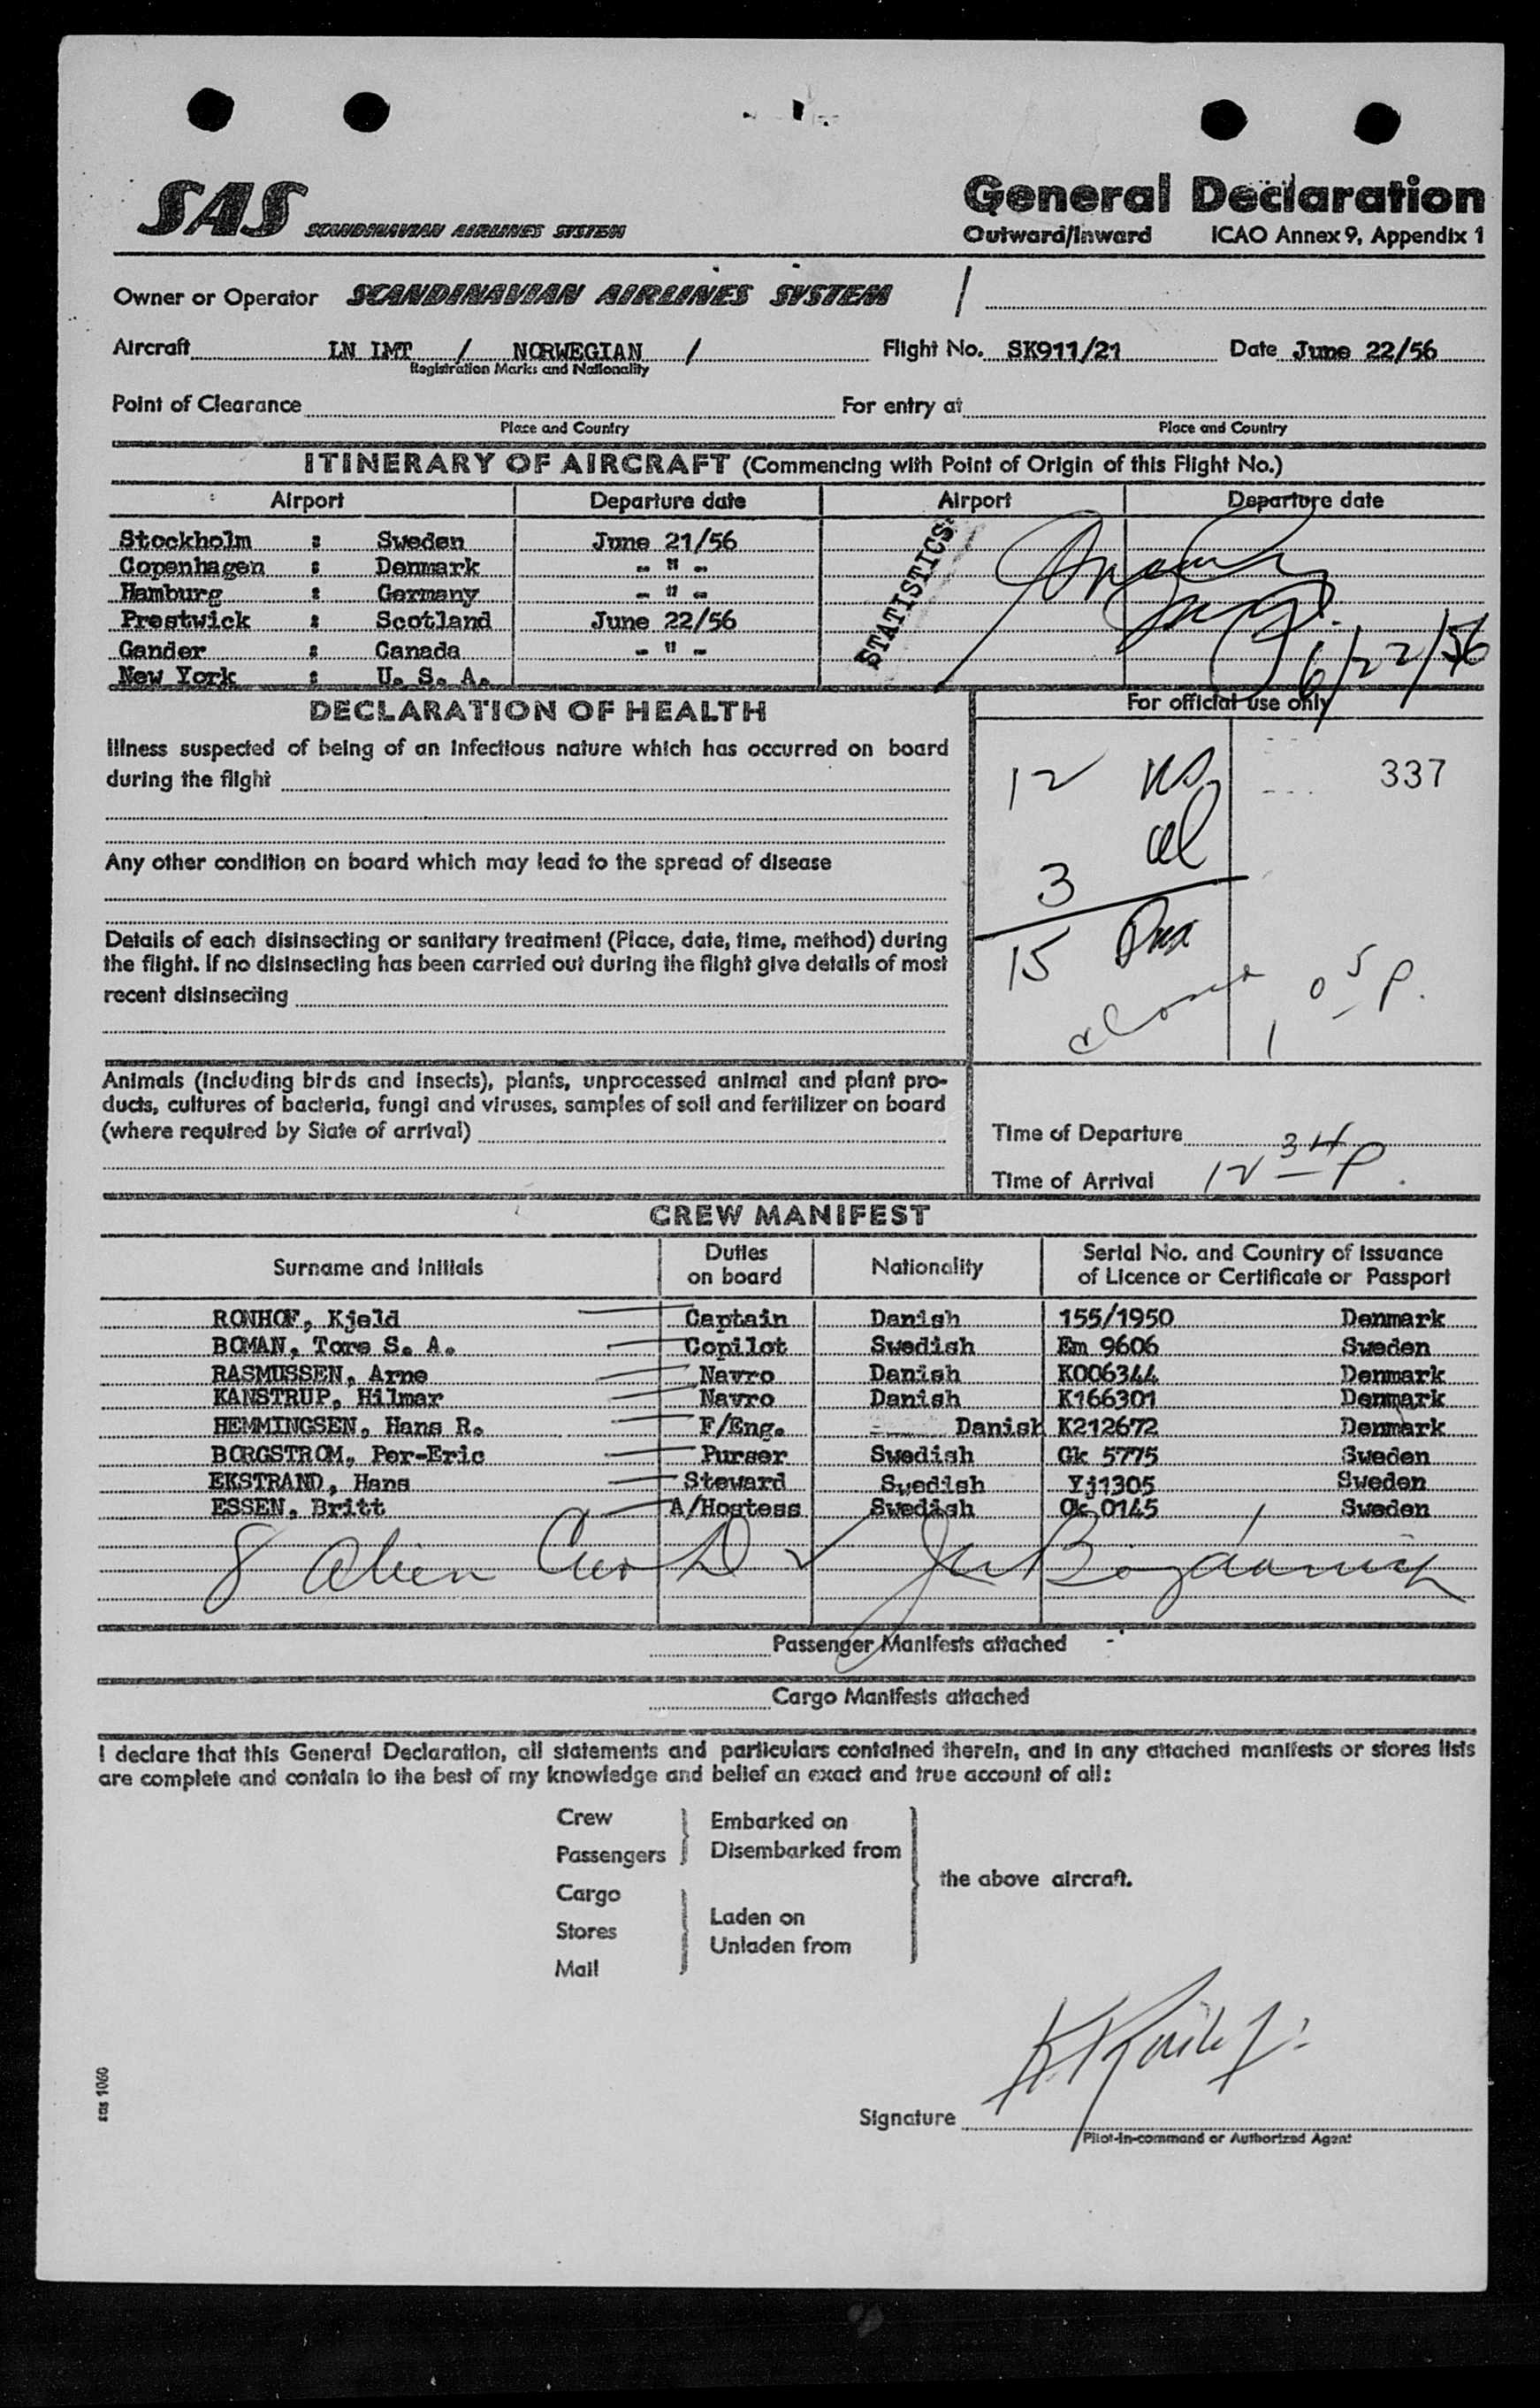 SAS SCANDINAVIAN AIRLINES SYSTEM
General Declaration
Outward/Inward ICAO Annex 9, Appendix 1
Owner or Operator SCANDINAVIAN AIRLINES SYSTEM /
Aircraft LN LMT / NORWEGIAN / Flight No. SK911/21 Date June 22/56
Registration Marks and Nationality
Point of Clearance For entry at
Place and Country Place and Country
ITINERARY OF AIRCRAFT (Commencing with Point of Origin of this Flight No.)
Airport Departure date Airport Departure date
Stockholm : Sweden June 21/56
Copenhagen : Denmark - " -
Hamburg : Germany - " -
Prestwick : Scotland June 22/56
Gander : Canada - " -
New York : U. S. A.
STATISTICS
6/22/56
DECLARATION OF HEALTH
For official use only
Illness suspected of being of an infectious nature which has occurred on board
during the flight
Any other condition on board which may lead to the spread of disease
Details of each disinsecting or sanitary treatment (Place, date, time, method) during
the flight. If no disinsecting has been carried out during the flight give details of most
recent disinsecting
12 us
337
3 al
15 Pax
1 05 P.
Animals (including birds and insects), plants, unprocessed animal and plant pro-
ducts, cultures of bacteria, fungi and viruses, samples of soil and fertilizer on board
(where required by State of arrival)
Time of Departure
Time of Arrival 12 34 P.
CREW MANIFEST
Surname and Initials Duties on board Nationality Serial No. and Country of Issuance of Licence or Certificate or Passport
RONHOF, Kjeld Captain Danish 155/1950 Denmark
BOMAN, Tore S. A. Copilot Swedish Em 9606 Sweden
RASMUSSEN, Arne Navro Danish K006344 Denmark
KANSTRUP, Hilmar Navro Danish K166301 Denmark
HEMMINGSEN, Hans R. F/Eng. Danish K212672 Denmark
BORGSTROM, Per-Eric Purser Swedish Gk 5775 Sweden
EKSTRAND, Hans Steward Swedish Yj1305 Sweden
ESSEN, Britt A/Hostess Swedish Ok 0145 Sweden
8 Alien Crew D
Passenger Manifests attached
Cargo Manifests attached
I declare that this General Declaration, all statements and particulars contained therein, and in any attached manifests or stores lists
are complete and contain to the best of my knowledge and belief an exact and true account of all:
Crew
Passengers
Embarked on
Disembarked from
Cargo
Stores
Mail
Laden on
Unladen from
the above aircraft.
Signature
Pilot-in-command or Authorized Agent
sas 1060